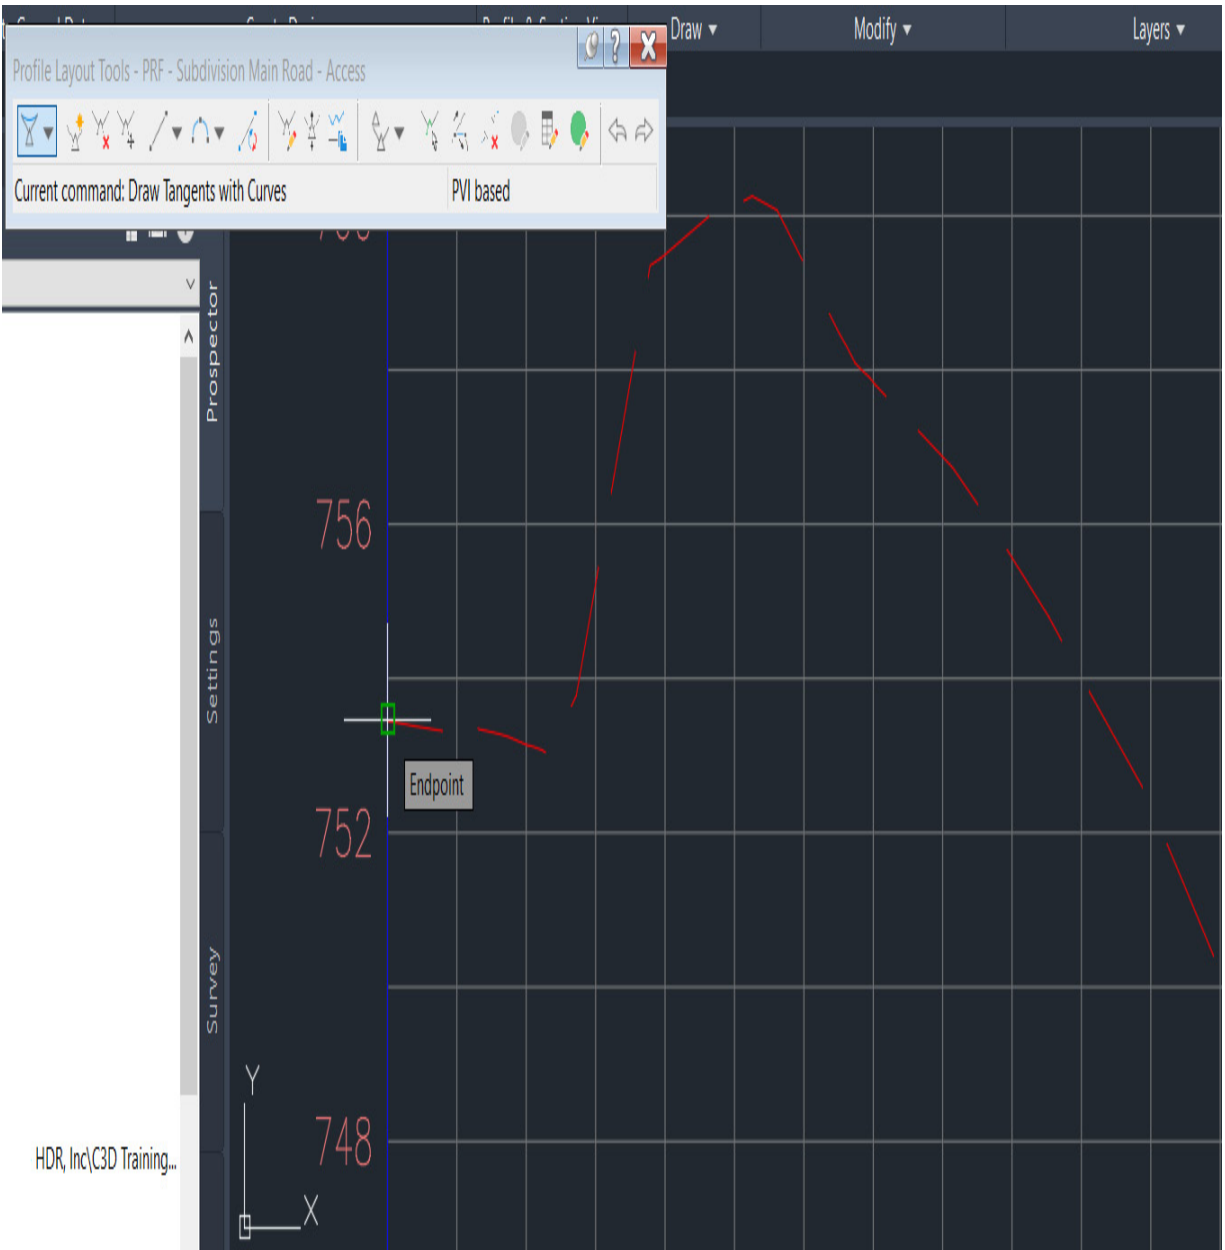 Draw
Modify
Layers
Profile Layout Tools - PRF - Subdivision Main Road - Access
Current command: Draw Tangents with Curves
PVI based
Prospector
756
Settings
Endpoint
752
Survey
Y
748
HDR, Inc\C3D Training...
X